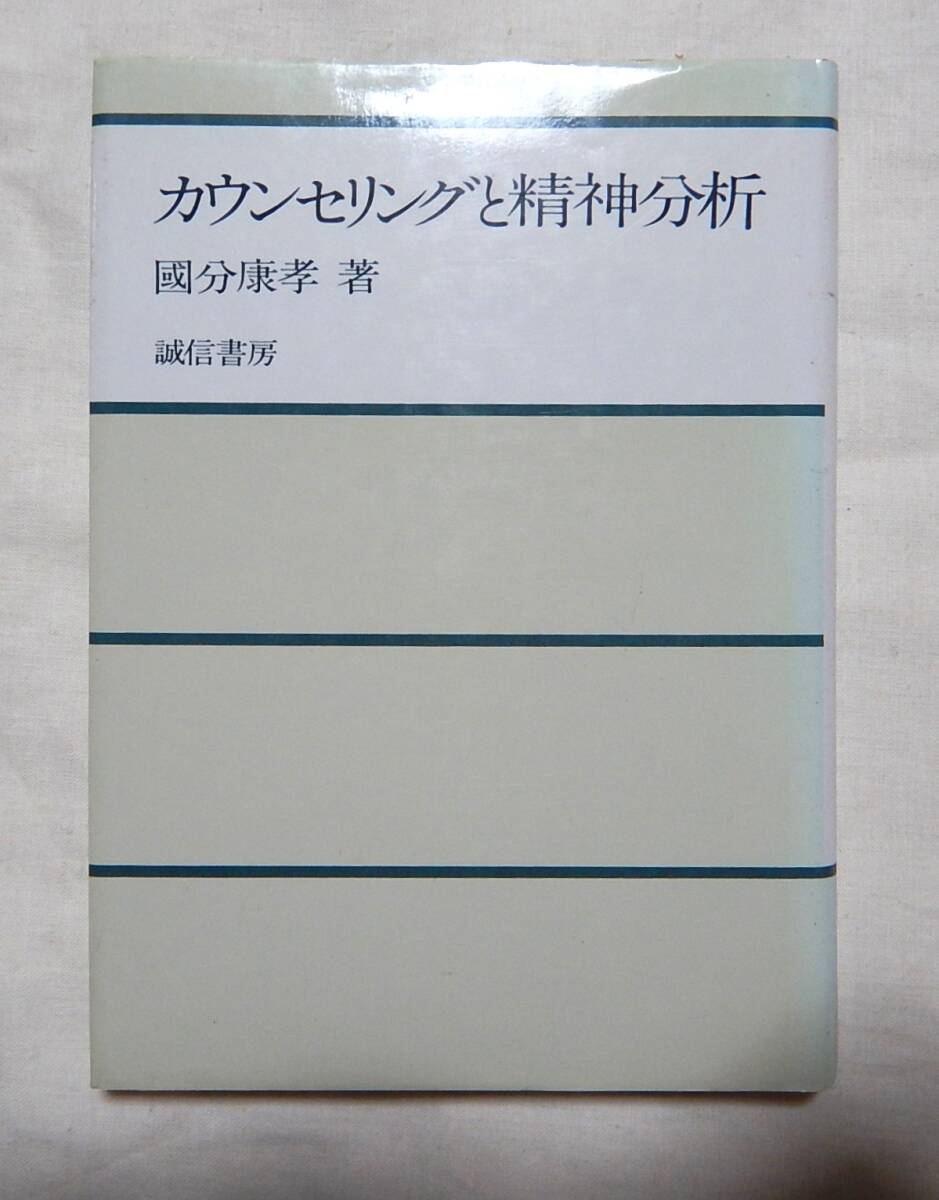 カウンセリングと精神分析
國分康孝 著
誠信書房